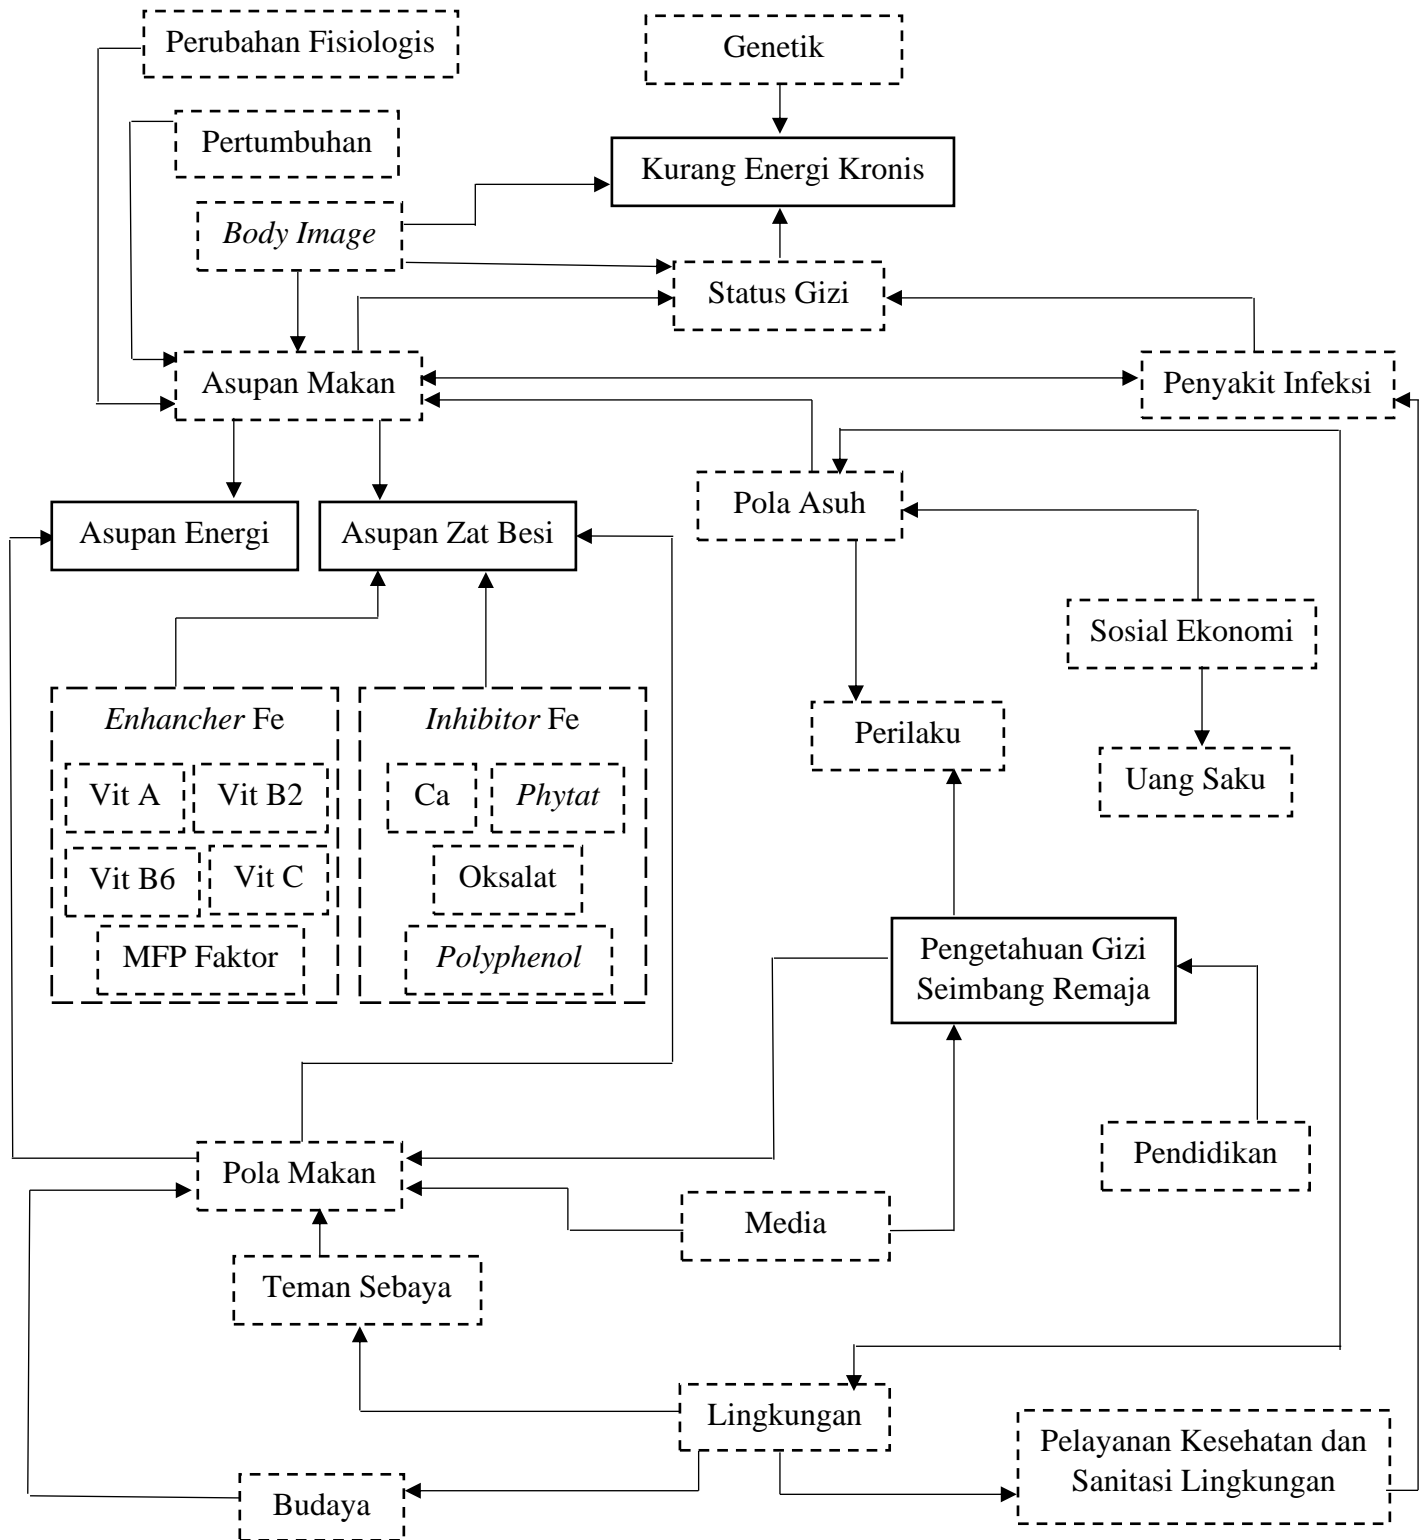 Perubahan Fisiologis
Genetik
Pertumbuhan
Kurang Energi Kronis
Body Image
Status Gizi
Asupan Makan
Penyakit Infeksi
Pola Asuh
Asupan Energi
Asupan Zat Besi
Sosial Ekonomi
Enhancher Fe
Inhibitor Fe
Perilaku
Uang Saku
Vit A
Vit B2
Ca
Phytat
Vit B6
Vit C
Oksalat
MFP Faktor
Polyphenol
Pengetahuan Gizi
Seimbang Remaja
Pendidikan
Pola Makan
Media
Teman Sebaya
Lingkungan
Pelayanan Kesehatan dan
Sanitasi Lingkungan
Budaya